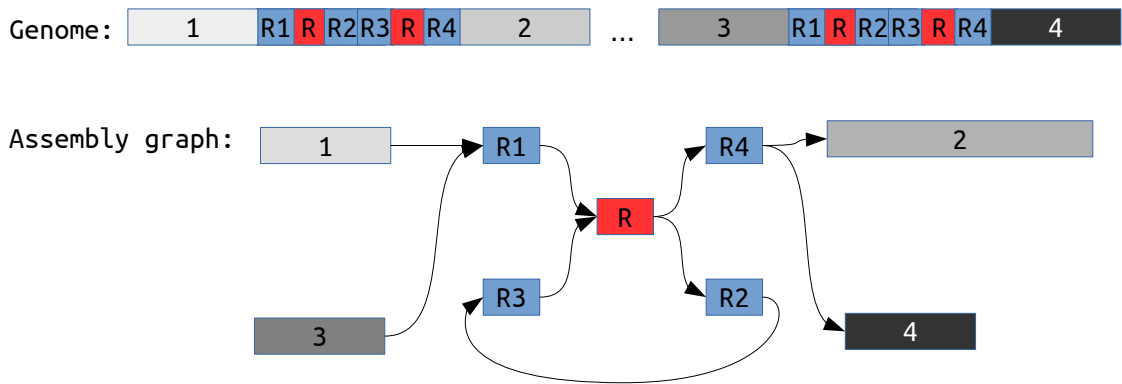 Genome: 1 R1 R R2 R3 R R4 2 ... 3 R1 R R2 R3 R R4 4
Assembly graph: 1 R1 R4 2
R
R3 R2
3 4